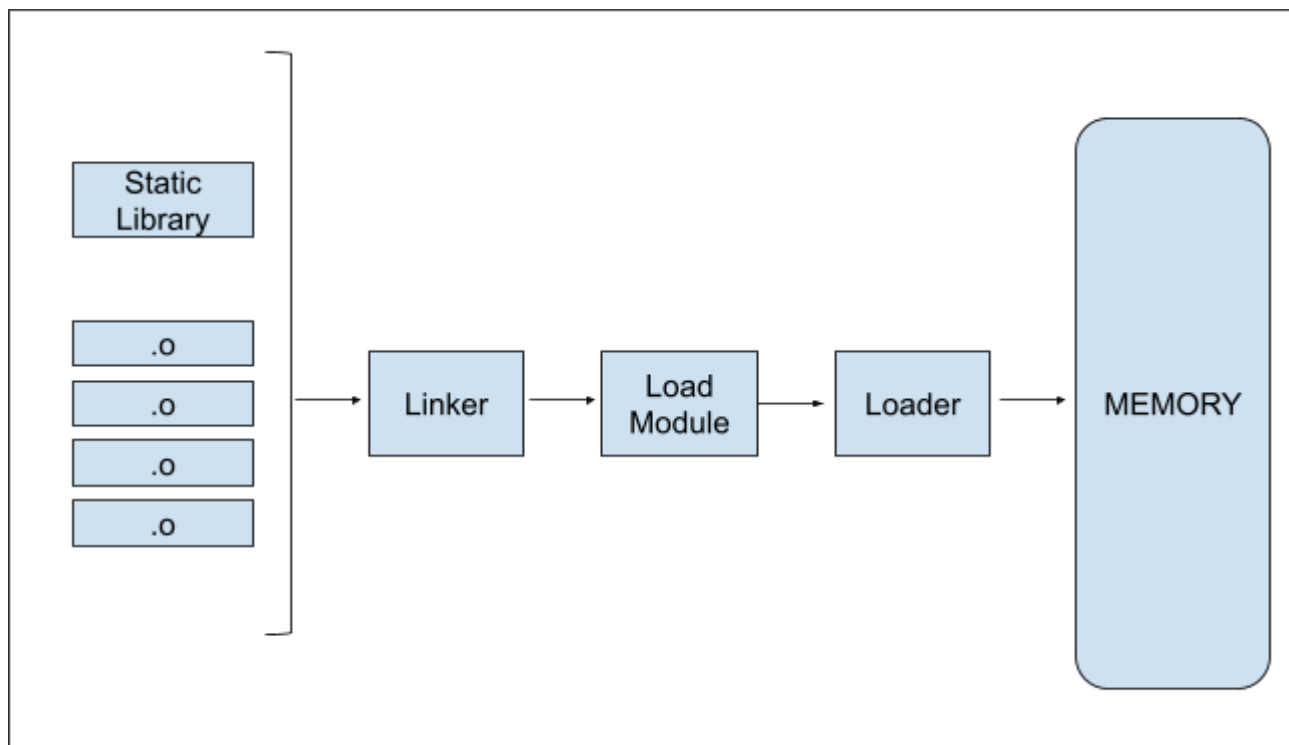 Static
Library
.o
.o
.o
.o
Linker
Load
Module
Loader
MEMORY